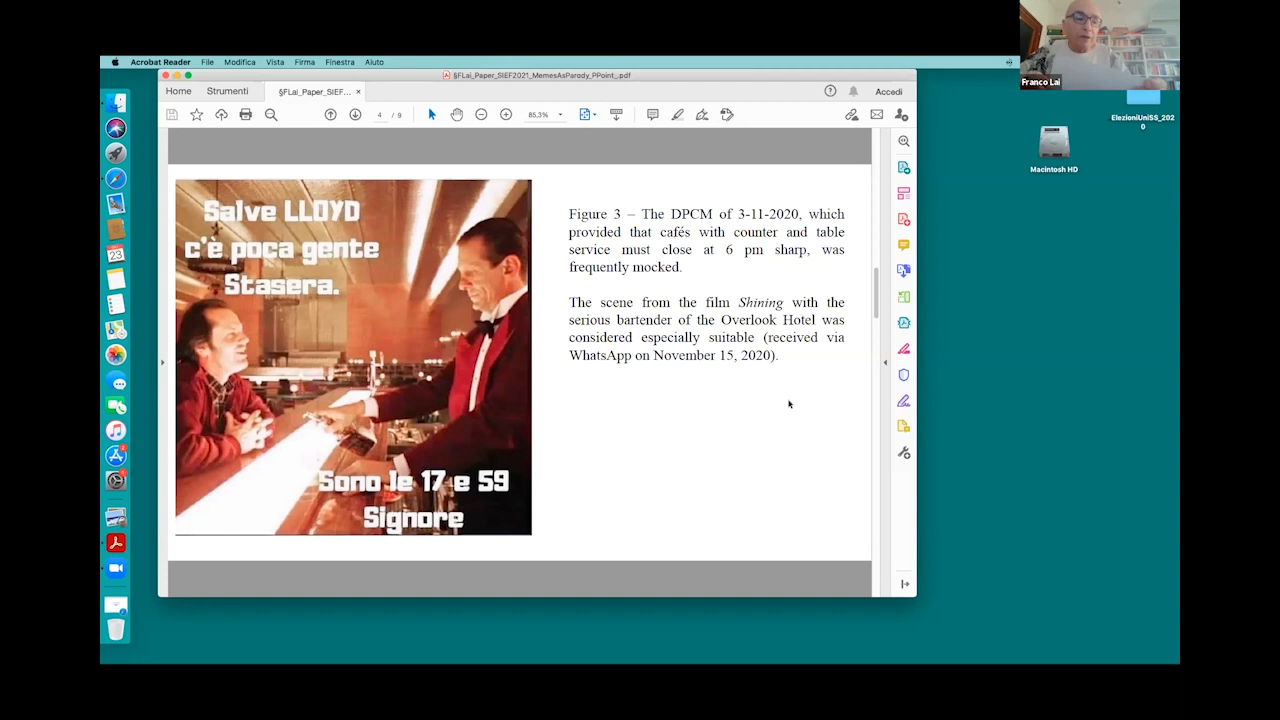 Acrobat Reader File Modifica Vista Firma Finestra Aiuto
§FLai_Paper_SIEF2021_MemesAsParody_PPoint_.pdf
Home Strumenti §FLai_Paper_SIEF... × Accedi
4 / 9 85,3%
Salve LLOYD
c'è poca gente
Stasera.
Sono le 17 e 59
Signore
Figure 3 – The DPCM of 3-11-2020, which
provided that cafés with counter and table
service must close at 6 pm sharp, was
frequently mocked.
The scene from the film Shining with the
serious bartender of the Overlook Hotel was
considered especially suitable (received via
WhatsApp on November 15, 2020).
Franco Lai
ElezioniUniSS_202
0
Macintosh HD
23